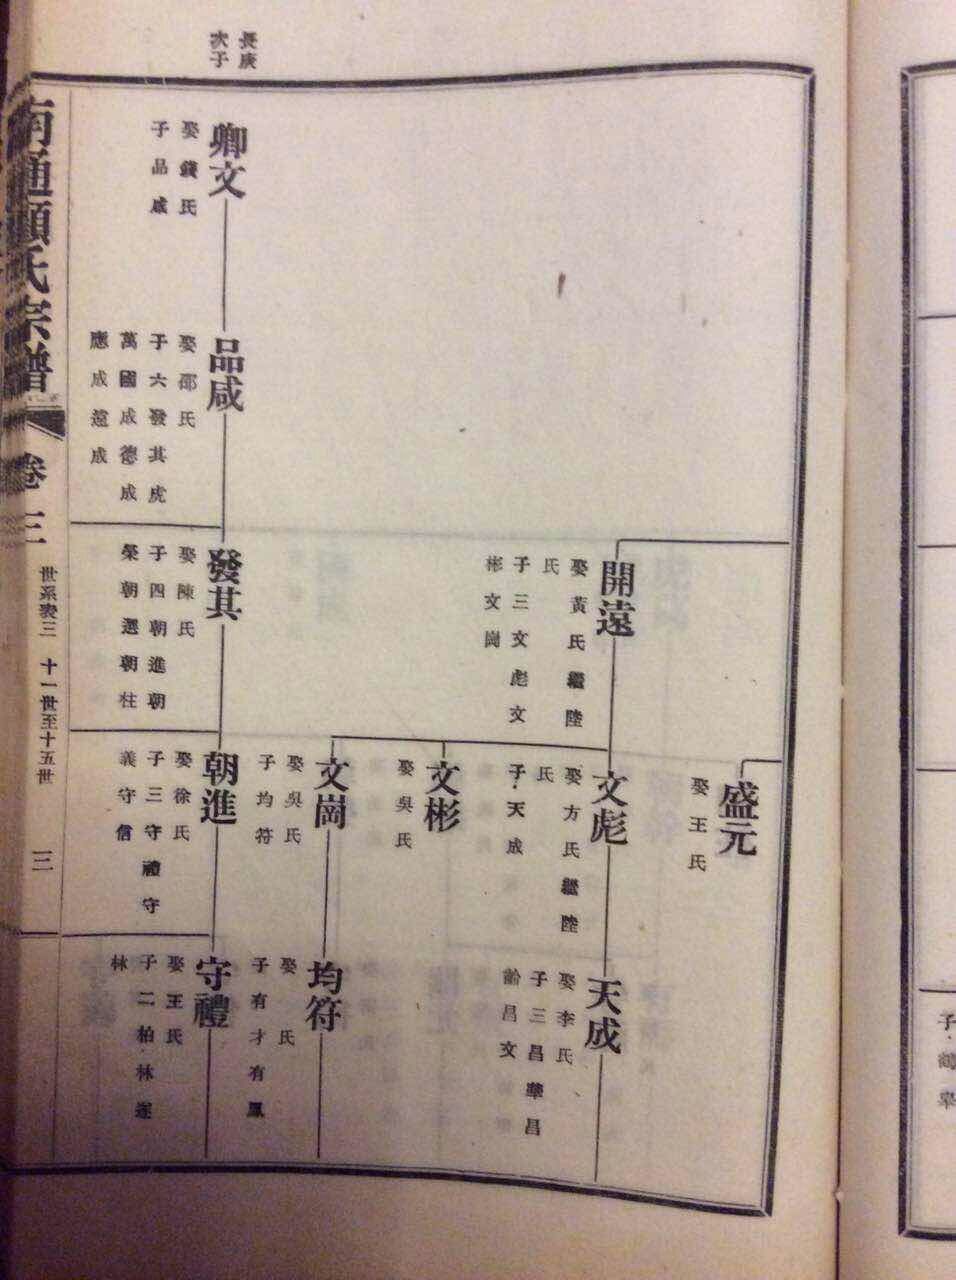 盛元
娶王氏
開遠
娶黃氏繼陸
氏
子三文彪文
彬文崗
文彪
娶方氏繼陸
氏
子天成
天成
娶李氏
子三昌華昌
齡昌文
文彬
娶吳氏
文崗
娶吳氏
子均符
均符
娶 氏
子有才有鳳
長庚
次子
卿文
娶錢氏
子品咸
品咸
娶邵氏
子六發其虎
萬國成德成
應成遠成
發其
娶陳氏
子四朝進朝
榮朝選朝柱
朝進
娶徐氏
子三守禮守
義守信
守禮
娶王氏
子二柏林逐
林
南通顧氏宗譜
卷三
世系表三 十一世至十五世
三
子鶴皋